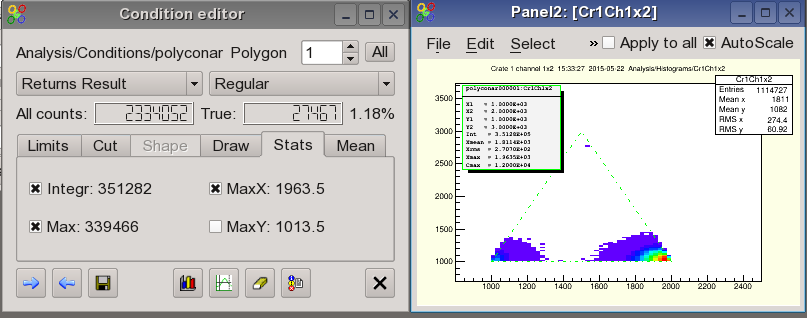 Condition editor
Analysis/Conditions/polyconar Polygon 1 All
Returns Result Regular
All counts: 2334052 True: 27467 1.18%
Limits Cut Shape Draw Stats Mean
Integr: 351282 MaxX: 1963.5
Max: 339466 MaxY: 1013.5
Panel2: [Cr1Ch1x2]
File Edit Select » Apply to all AutoScale
Crate 1 channel 1x2 15:33:27 2015-05-22 Analysis/Histograms/Cr1Ch1x2
polyconar000001:Cr1Ch1x2
X1 = 1.0000E+03
X2 = 2.0000E+03
Y1 = 1.0000E+03
Y2 = 3.0000E+03
Int = 3.5128E+05
Xmean = 1.8114E+03
Xrms = 2.7070E+02
Xmax = 1.9635E+03
Cmax = 1.2000E+04
Cr1Ch1x2
Entries 1114727
Mean x 1811
Mean y 1082
RMS x 274.4
RMS y 60.92
3500
3000
2500
2000
1500
1000
1000 1200 1400 1600 1800 2000 2200 2400